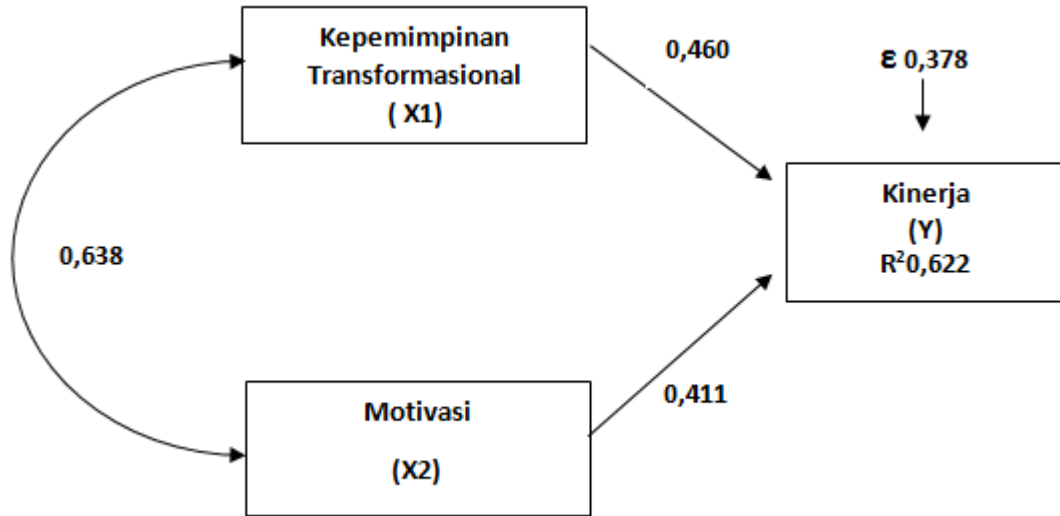 Kepemimpinan
Transformasional
( X1)
0,460
ε 0,378
Kinerja
(Y)
R²0,622
0,638
0,411
Motivasi
(X2)